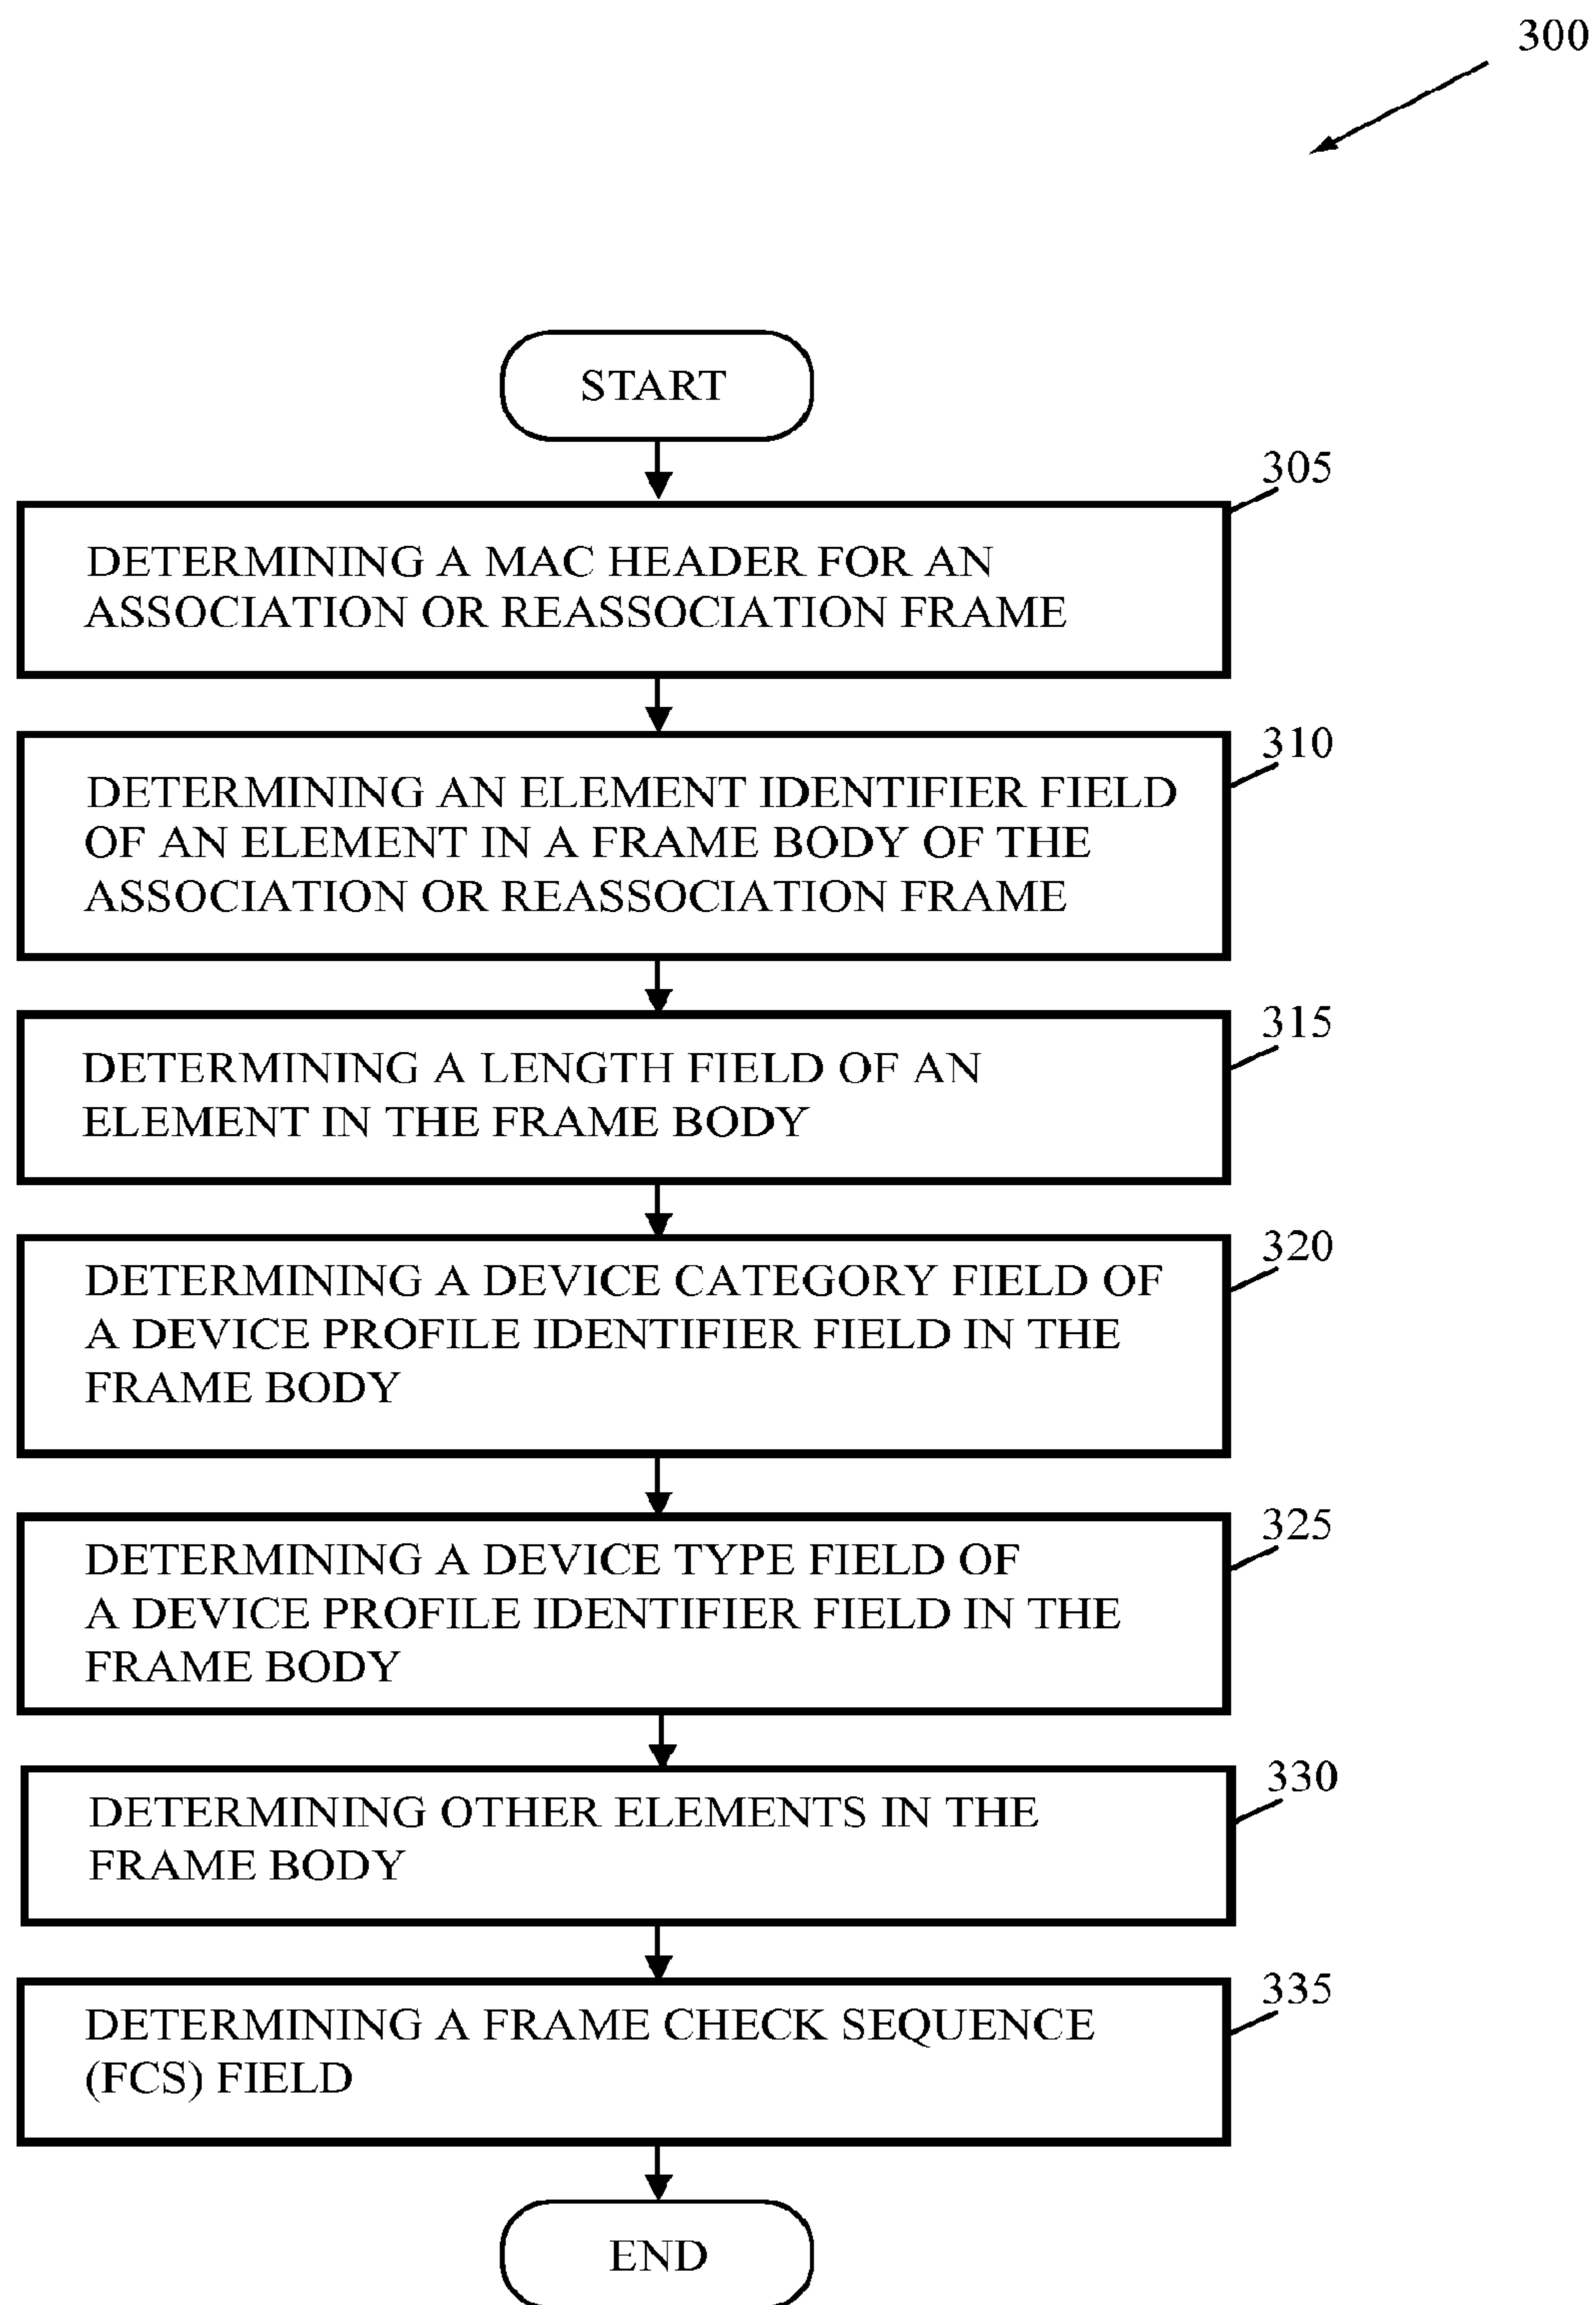 300
START
305
DETERMINING A MAC HEADER FOR AN
ASSOCIATION OR REASSOCIATION FRAME
310
DETERMINING AN ELEMENT IDENTIFIER FIELD
OF AN ELEMENT IN A FRAME BODY OF THE
ASSOCIATION OR REASSOCIATION FRAME
315
DETERMINING A LENGTH FIELD OF AN
ELEMENT IN THE FRAME BODY
320
DETERMINING A DEVICE CATEGORY FIELD OF
A DEVICE PROFILE IDENTIFIER FIELD IN THE
FRAME BODY
325
DETERMINING A DEVICE TYPE FIELD OF
A DEVICE PROFILE IDENTIFIER FIELD IN THE
FRAME BODY
330
DETERMINING OTHER ELEMENTS IN THE
FRAME BODY
335
DETERMINING A FRAME CHECK SEQUENCE
(FCS) FIELD
END